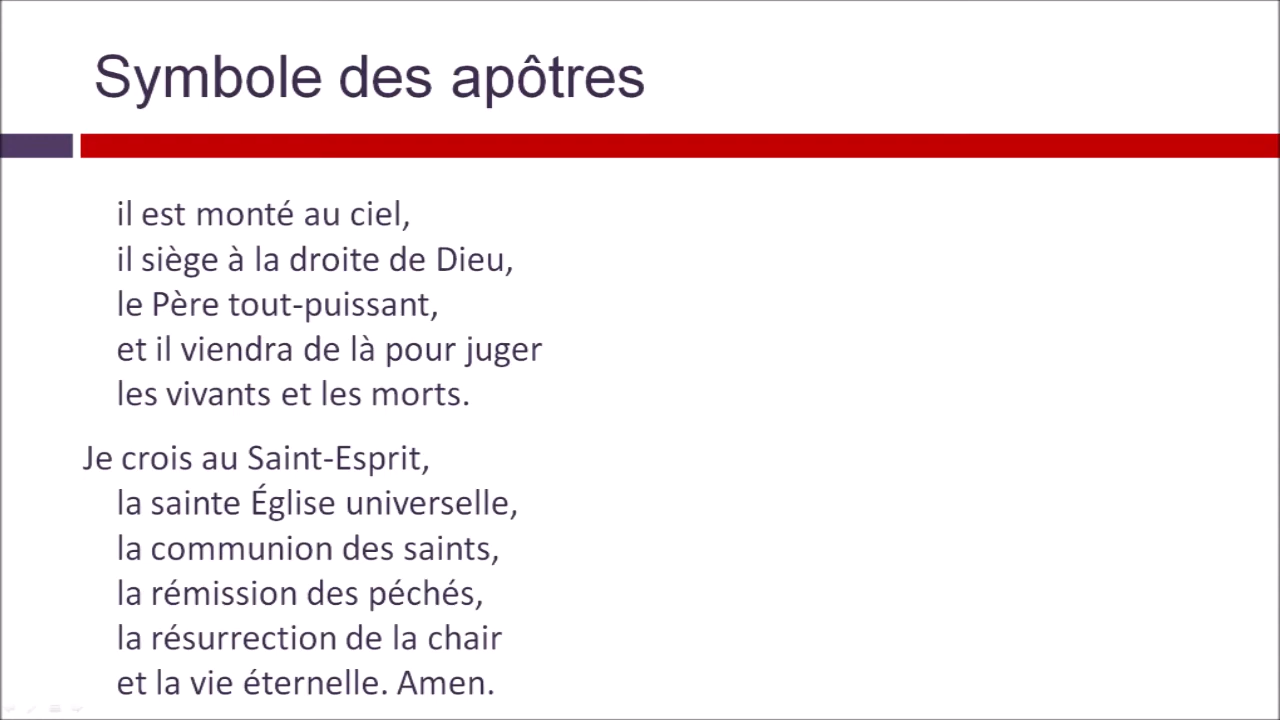 Symbole des apôtres
il est monté au ciel,
il siège à la droite de Dieu,
le Père tout-puissant,
et il viendra de là pour juger
les vivants et les morts.
Je crois au Saint-Esprit,
la sainte Église universelle,
la communion des saints,
la rémission des péchés,
la résurrection de la chair
et la vie éternelle. Amen.